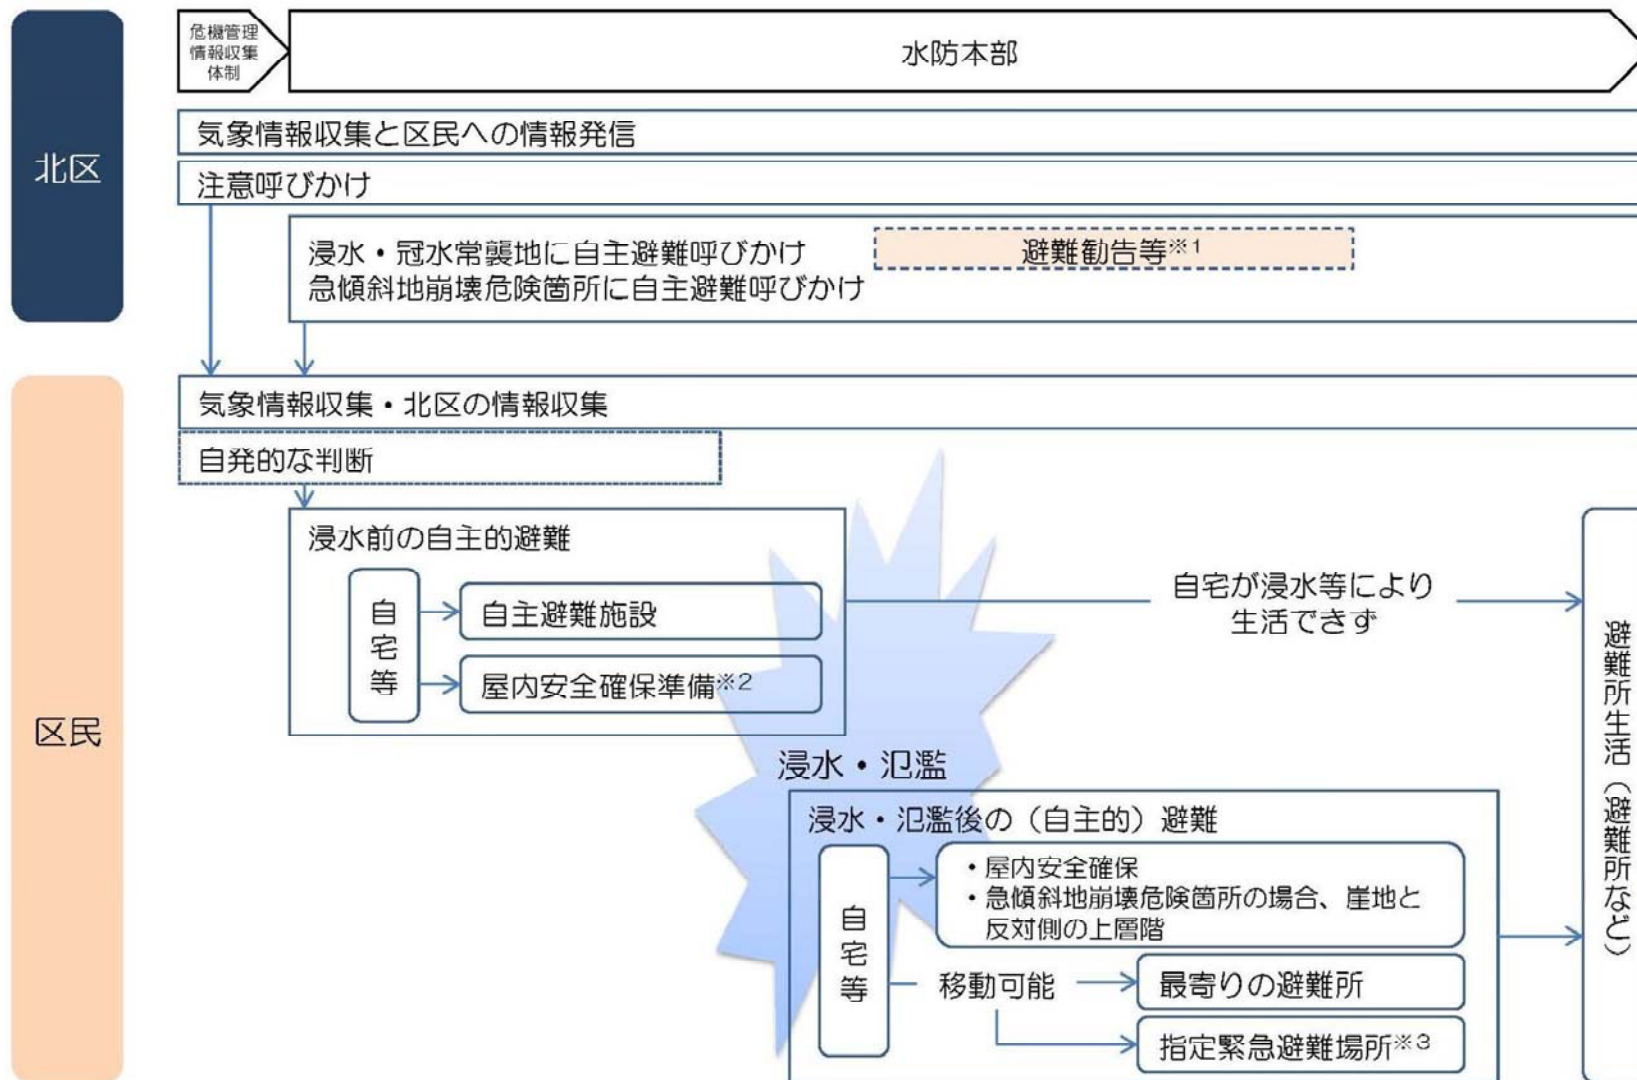 危機管理
情報収集
体制
水防本部
北区
気象情報収集と区民への情報発信
注意呼びかけ
浸水・冠水常襲地に自主避難呼びかけ
避難勧告等※1
急傾斜地崩壊危険箇所に自主避難呼びかけ
区民
気象情報収集・北区の情報収集
自発的な判断
浸水前の自主的避難
自宅等
自主避難施設
屋内安全確保準備※2
自宅が浸水等により
生活できず
避難所生活（避難所など）
浸水・氾濫
浸水・氾濫後の（自主的）避難
自宅等
・屋内安全確保
・急傾斜地崩壊危険箇所の場合、崖地と
反対側の上層階
移動可能
最寄りの避難所
指定緊急避難場所※3